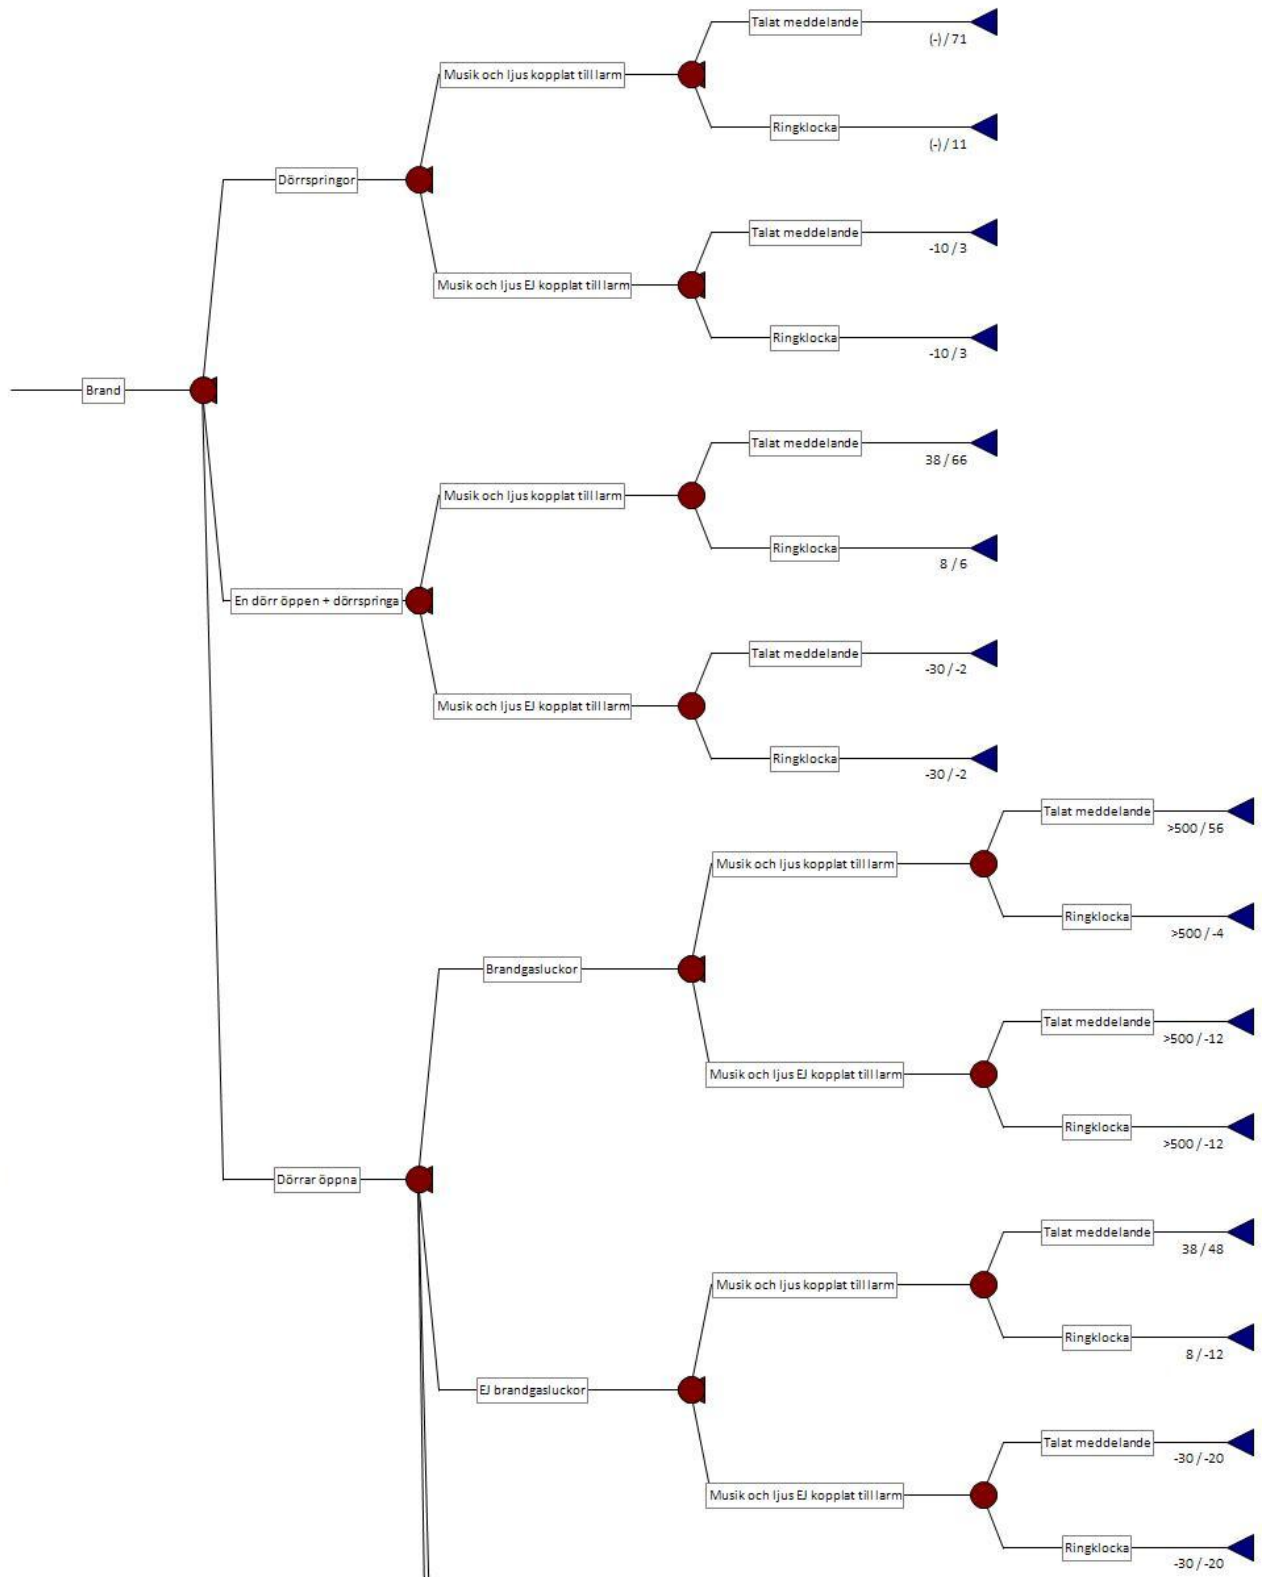 Talat meddelande
(-) / 71
Musik och ljus kopplat till larm
Ringklocka
(-) / 11
Dörrspringor
Talat meddelande
-10 / 3
Musik och ljus EJ kopplat till larm
Ringklocka
-10 / 3
Brand
Talat meddelande
38 / 66
Musik och ljus kopplat till larm
Ringklocka
8 / 6
En dörr öppen + dörrspringa
Talat meddelande
-30 / -2
Musik och ljus EJ kopplat till larm
Ringklocka
-30 / -2
Talat meddelande
>500 / 56
Musik och ljus kopplat till larm
Ringklocka
>500 / -4
Brandgasluckor
Talat meddelande
>500 / -12
Musik och ljus EJ kopplat till larm
Ringklocka
>500 / -12
Dörrar öppna
Talat meddelande
38 / 48
Musik och ljus kopplat till larm
Ringklocka
8 / -12
EJ brandgasluckor
Talat meddelande
-30 / -20
Musik och ljus EJ kopplat till larm
Ringklocka
-30 / -20